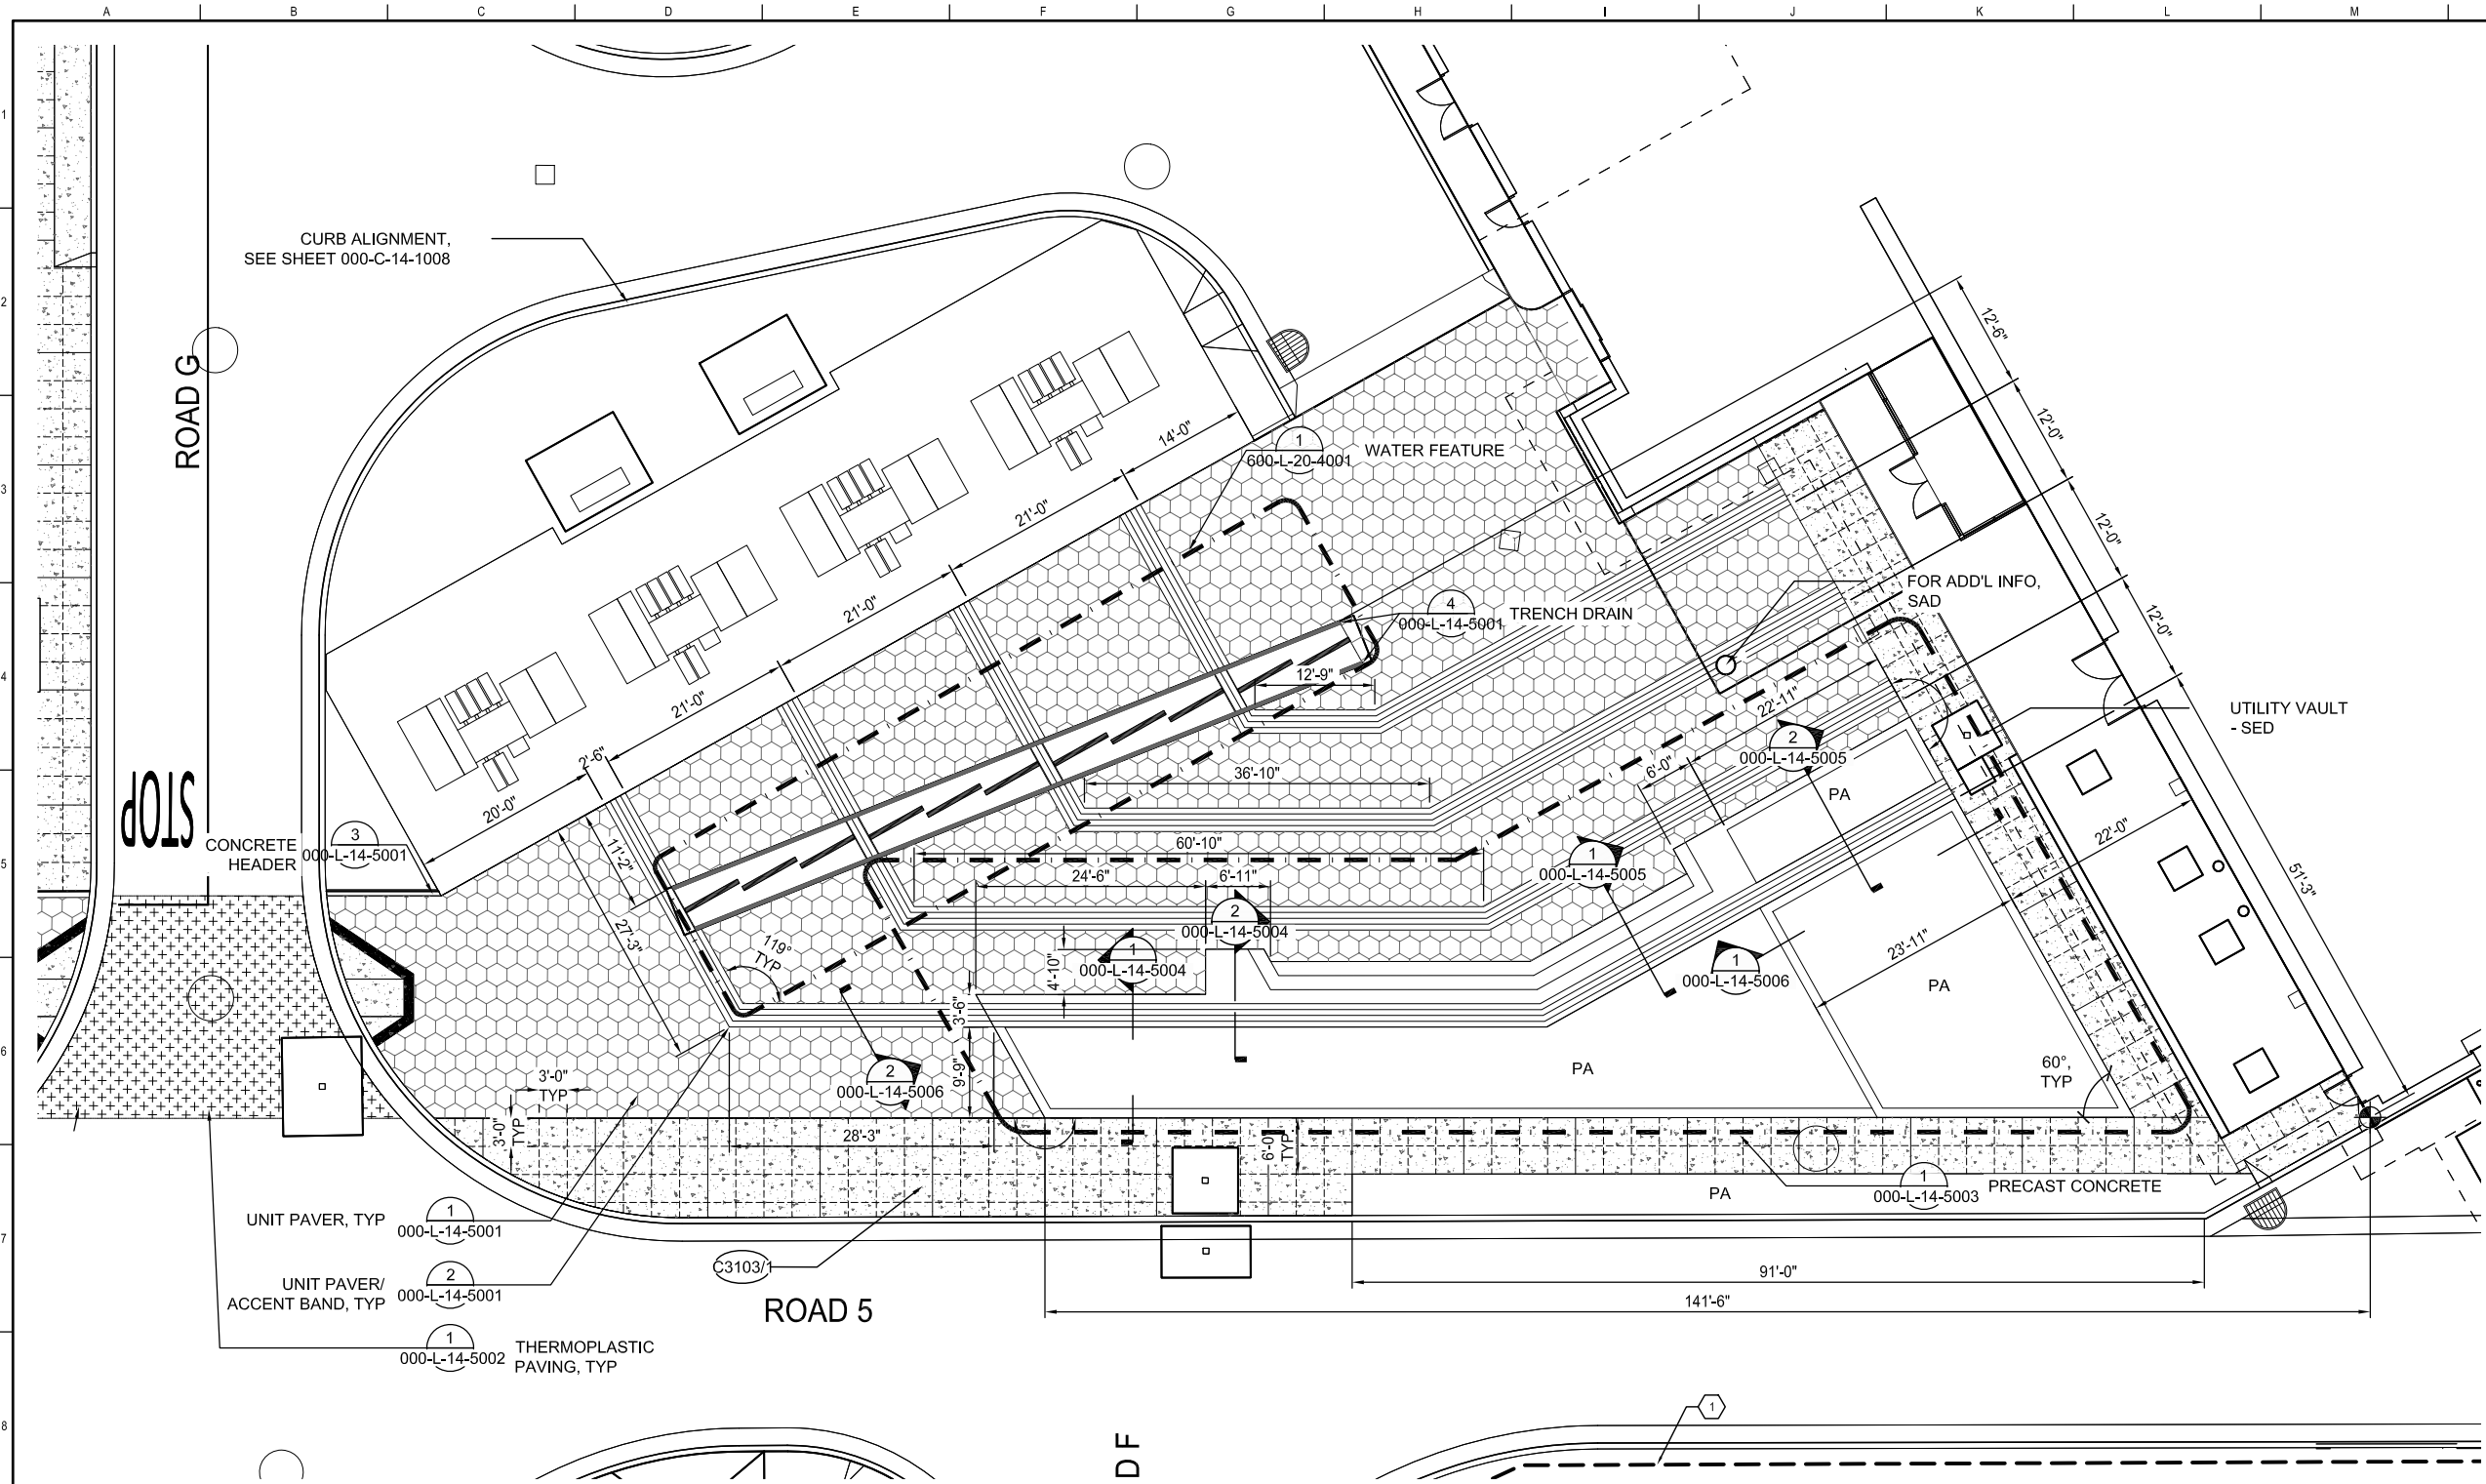 A B C D E F G H I J K L M
1
2
3
4
5
6
7
8
CURB ALIGNMENT,
SEE SHEET 000-C-14-1008
ROAD G
STOP
12'-6"
12'-0"
12'-0"
12'-0"
51'-3"
14'-0"
21'-0"
21'-0"
21'-0"
2'-6"
20'-0"
1
600-L-20-4001
WATER FEATURE
4
000-L-14-5001
TRENCH DRAIN
FOR ADD'L INFO,
SAD
UTILITY VAULT
- SED
12'-9"
22'-11"
2
000-L-14-5005
6'-0"
PA
36'-10"
22'-0"
CONCRETE
HEADER
3
000-L-14-5001
11'-2"
60'-10"
24'-6"
6'-11"
1
000-L-14-5005
27'-3"
119°
TYP
2
000-L-14-5004
1
000-L-14-5004
4'-10"
3'-6"
9'-9"
1
000-L-14-5006
23'-11"
PA
PA
60°,
TYP
2
000-L-14-5006
3'-0"
TYP
3'-0"
TYP
28'-3"
6'-0"
TYP
1
000-L-14-5003
PRECAST CONCRETE
PA
UNIT PAVER, TYP
1
000-L-14-5001
UNIT PAVER/
ACCENT BAND, TYP
2
000-L-14-5001
C3103/1
ROAD 5
91'-0"
141'-6"
1
000-L-14-5002
THERMOPLASTIC
PAVING, TYP
1
D F